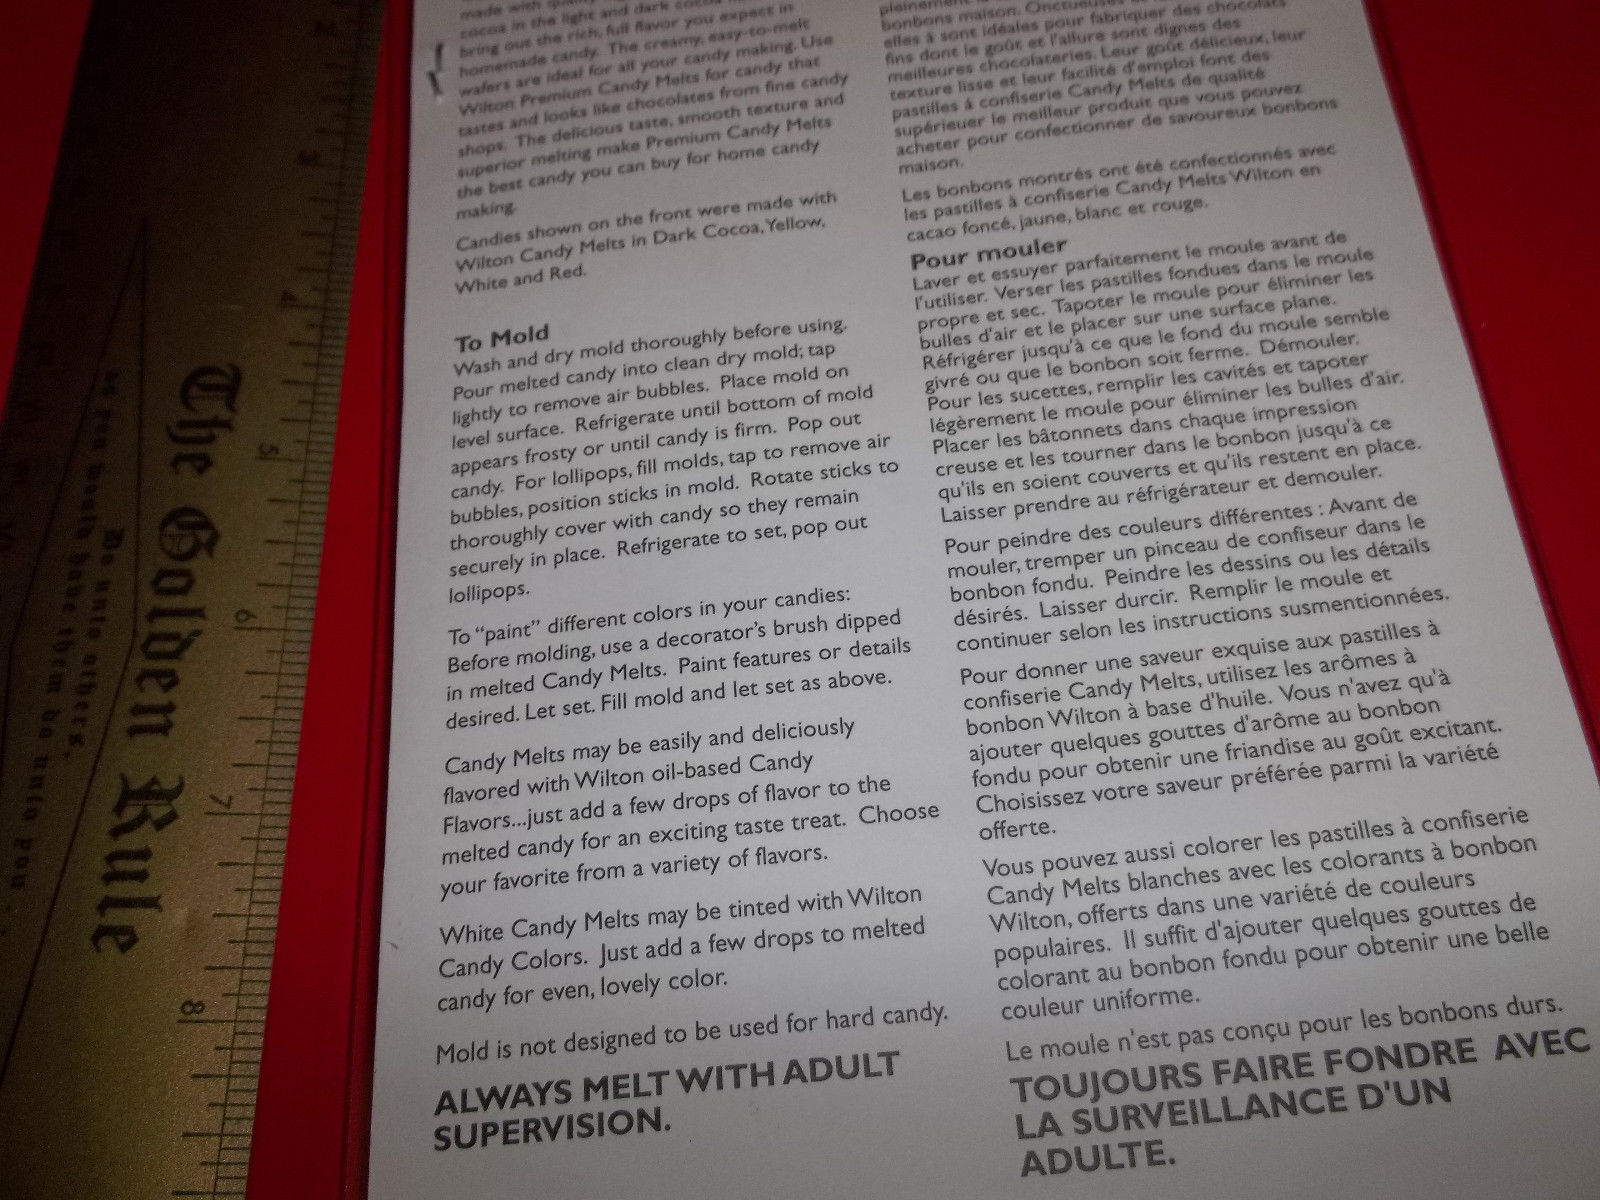 made with
cocoa in the light and dark cocoa
bring out the rich, full flavor you expect in
homemade candy. The creamy, easy-to-melt
wafers are ideal for all your candy making. Use
Wilton Premium Candy Melts for candy that
tastes and looks like chocolates from fine candy
shops. The delicious taste, smooth texture and
superior melting make Premium Candy Melts
the best candy you can buy for home candy
making.
Candies shown on the front were made with
Wilton Candy Melts in Dark Cocoa, Yellow,
White and Red.
To Mold
Wash and dry mold thoroughly before using.
Pour melted candy into clean dry mold; tap
lightly to remove air bubbles. Place mold on
level surface. Refrigerate until bottom of mold
appears frosty or until candy is firm. Pop out
candy. For lollipops, fill molds, tap to remove air
bubbles, position sticks in mold. Rotate sticks to
thoroughly cover with candy so they remain
securely in place. Refrigerate to set, pop out
lollipops.
To “paint” different colors in your candies:
Before molding, use a decorator’s brush dipped
in melted Candy Melts. Paint features or details
desired. Let set. Fill mold and let set as above.
Candy Melts may be easily and deliciously
flavored with Wilton oil-based Candy
Flavors...just add a few drops of flavor to the
melted candy for an exciting taste treat. Choose
your favorite from a variety of flavors.
White Candy Melts may be tinted with Wilton
Candy Colors. Just add a few drops to melted
candy for even, lovely color.
Mold is not designed to be used for hard candy.
ALWAYS MELT WITH ADULT
SUPERVISION.
pleinement
bonbons maison. Onctueuses et
elles à sont idéales pour fabriquer des chocolats
fins dont le goût et l'allure sont dignes des
meilleures chocolateries. Leur goût délicieux, leur
texture lisse et leur facilité d'emploi font des
pastilles à confiserie Candy Melts de qualité
supérieuer le meilleur produit que vous pouvez
acheter pour confectionner de savoureux bonbons
maison.
Les bonbons montrés ont été confectionnés avec
les pastilles à confiserie Candy Melts Wilton en
cacao foncé, jaune, blanc et rouge.
Pour mouler
Laver et essuyer parfaitement le moule avant de
l'utiliser. Verser les pastilles fondues dans le moule
propre et sec. Tapoter le moule pour éliminer les
bulles d'air et le placer sur une surface plane.
Réfrigérer jusqu'à ce que le fond du moule semble
givré ou que le bonbon soit ferme. Démouler.
Pour les sucettes, remplir les cavités et tapoter
légèrement le moule pour éliminer les bulles d'air.
Placer les bâtonnets dans chaque impression
creuse et les tourner dans le bonbon jusqu'à ce
qu'ils en soient couverts et qu'ils restent en place.
Laisser prendre au réfrigérateur et demouler.
Pour peindre des couleurs différentes : Avant de
mouler, tremper un pinceau de confiseur dans le
bonbon fondu. Peindre les dessins ou les détails
désirés. Laisser durcir. Remplir le moule et
continuer selon les instructions susmentionnées.
Pour donner une saveur exquise aux pastilles à
confiserie Candy Melts, utilisez les arômes à
bonbon Wilton à base d'huile. Vous n'avez qu'à
ajouter quelques gouttes d'arôme au bonbon
fondu pour obtenir une friandise au goût excitant.
Choisissez votre saveur préférée parmi la variété
offerte.
Vous pouvez aussi colorer les pastilles à confiserie
Candy Melts blanches avec les colorants à bonbon
Wilton, offerts dans une variété de couleurs
populaires. Il suffit d'ajouter quelques gouttes de
colorant au bonbon fondu pour obtenir une belle
couleur uniforme.
Le moule n'est pas conçu pour les bonbons durs.
TOUJOURS FAIRE FONDRE AVEC
LA SURVEILLANCE D'UN
ADULTE.
The Golden Rule
Do unto others,
as you would have them do unto you
2
3
4
5
6
7
8